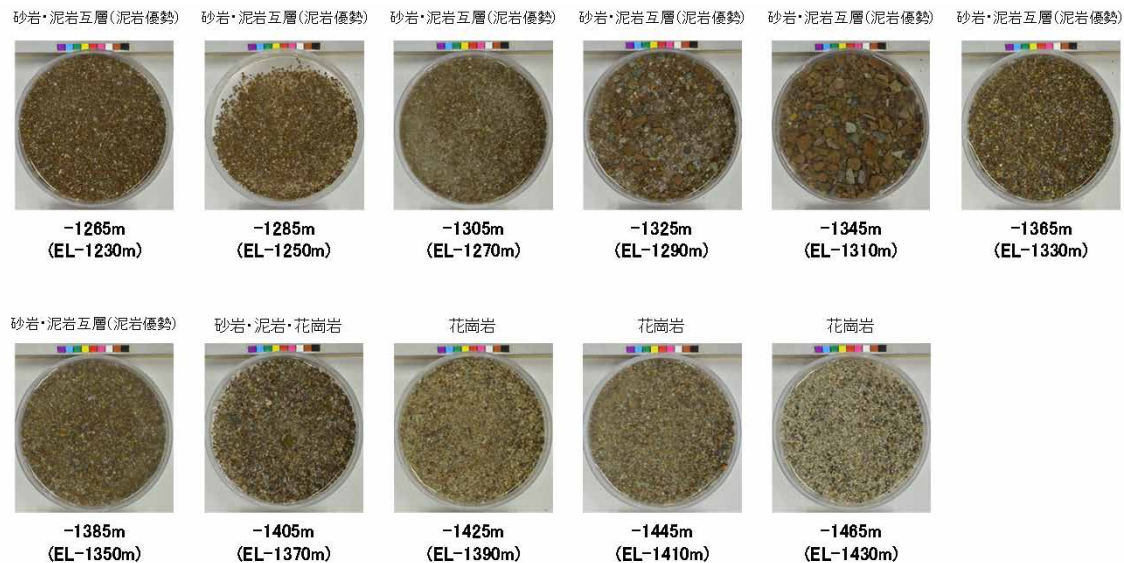 砂岩・泥岩互層(泥岩優勢) 砂岩・泥岩互層(泥岩優勢) 砂岩・泥岩互層(泥岩優勢) 砂岩・泥岩互層(泥岩優勢) 砂岩・泥岩互層(泥岩優勢) 砂岩・泥岩互層(泥岩優勢)
-1265m -1285m -1305m -1325m -1345m -1365m
(EL-1230m) (EL-1250m) (EL-1270m) (EL-1290m) (EL-1310m) (EL-1330m)
砂岩・泥岩互層(泥岩優勢) 砂岩・泥岩・花崗岩 花崗岩 花崗岩 花崗岩
-1385m -1405m -1425m -1445m -1465m
(EL-1350m) (EL-1370m) (EL-1390m) (EL-1410m) (EL-1430m)